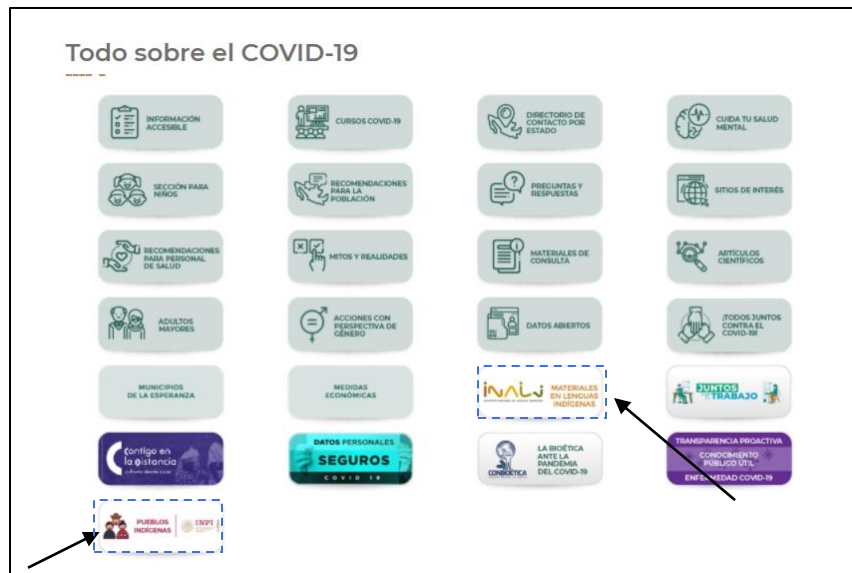 Todo sobre el COVID-19
INFORMACIÓN
ACCESIBLE
CURSOS COVID-19
DIRECTORIO DE
CONTACTO POR
ESTADO
CUIDA TU SALUD
MENTAL
SECCIÓN PARA
NIÑOS
RECOMENDACIONES
PARA LA
POBLACIÓN
PREGUNTAS Y
RESPUESTAS
SITIOS DE INTERÉS
RECOMENDACIONES
PARA PERSONAL
DE SALUD
MITOS Y REALIDADES
MATERIALES DE
CONSULTA
ARTÍCULOS
CIENTÍFICOS
ADULTOS
MAYORES
ACCIONES CON
PERSPECTIVA DE
GÉNERO
DATOS ABIERTOS
¡TODOS JUNTOS
CONTRA EL
COVID-19!
MUNICIPIOS
DE LA ESPERANZA
MEDIDAS
ECONÓMICAS
INALI
MATERIALES
EN LENGUAS
INDÍGENAS
JUNTOS
TRABAJO
Contigo en
la Distancia
DATOS PERSONALES
SEGUROS
COVID 19
CONBIOÉTICA
LA BIOÉTICA
ANTE LA
PANDEMIA
DEL COVID-19
TRANSPARENCIA PROACTIVA
CONOCIMIENTO
PÚBLICO ÚTIL
ENFERMEDAD COVID-19
PUEBLOS
INDÍGENAS
INPI